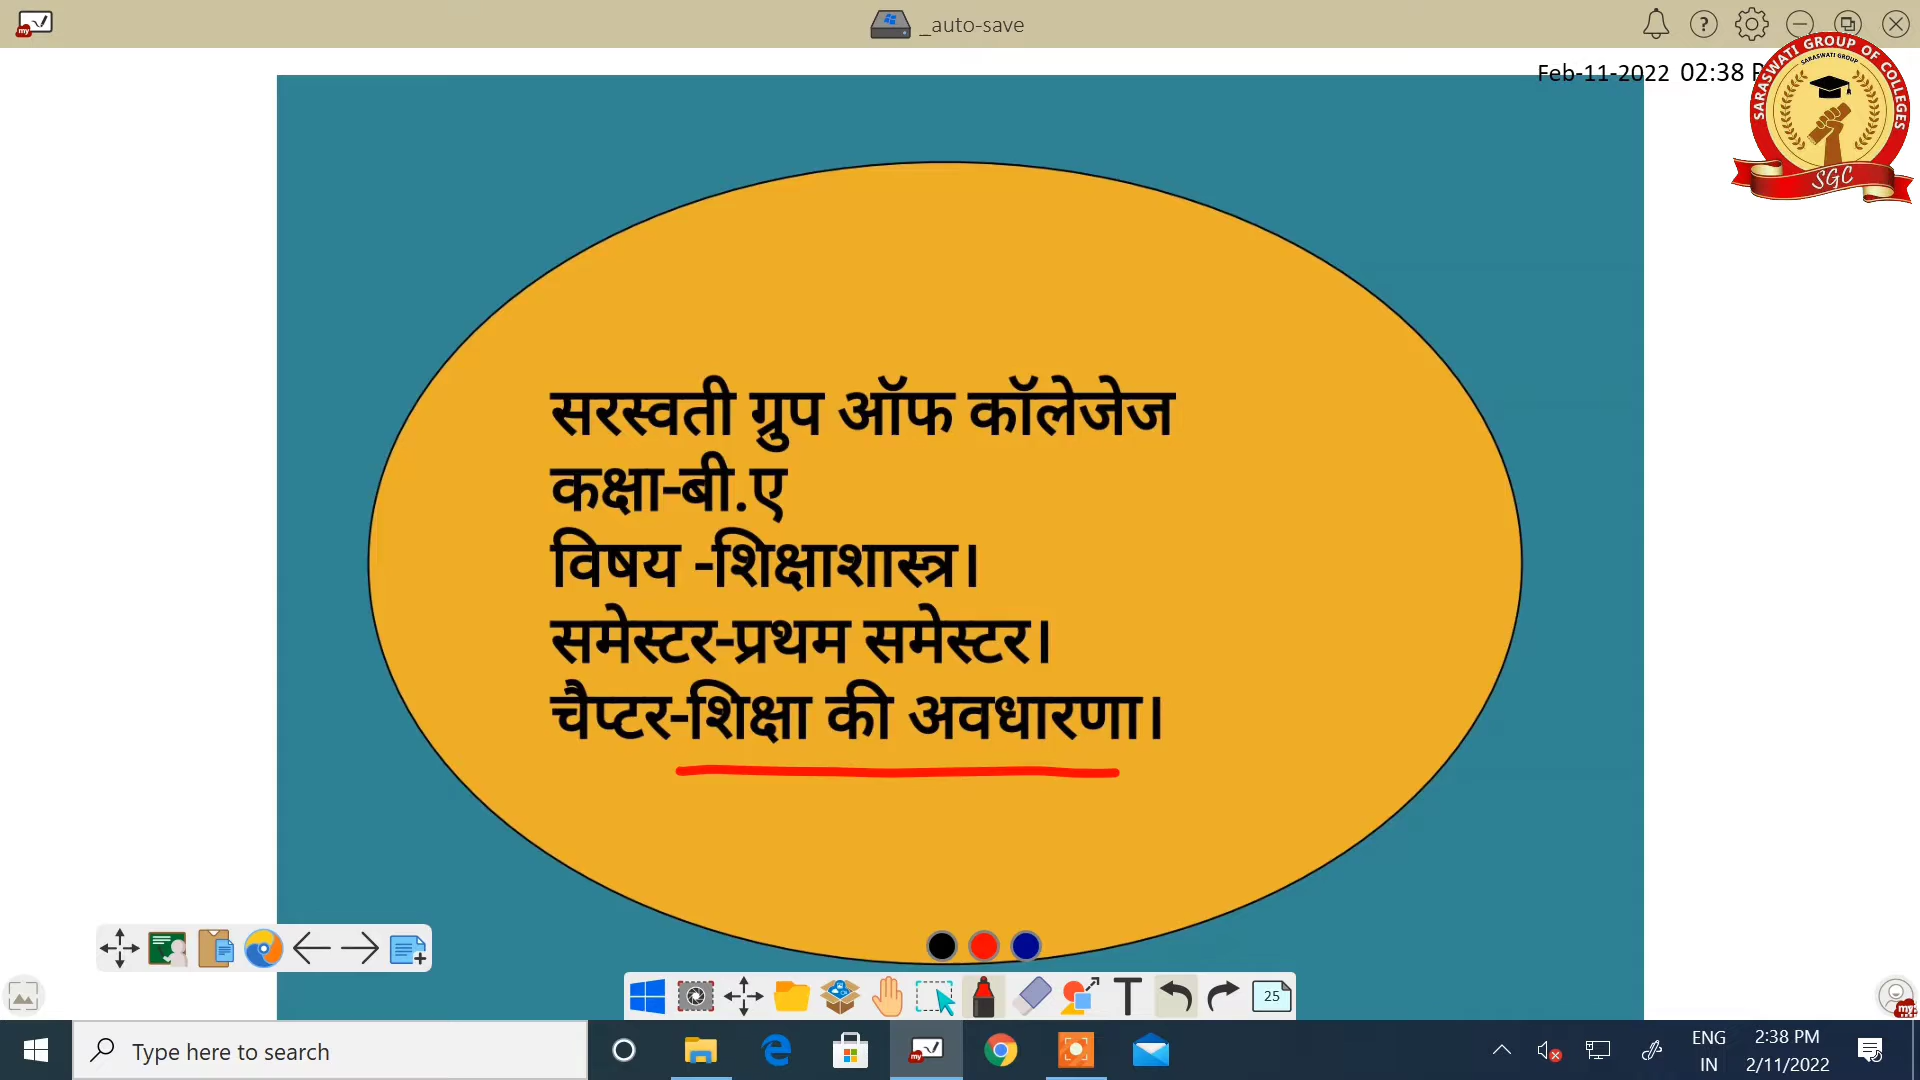 _auto-save
Feb-11-2022 02:38
SARASWATI GROUP OF COLLEGES
SARASWATI GROUP
SGC
सरस्वती ग्रुप ऑफ कॉलेजेज
कक्षा-बी.ए
विषय -शिक्षाशास्त्र।
समेस्टर-प्रथम समेस्टर।
चैप्टर-शिक्षा की अवधारणा।
25
Type here to search
ENG
IN
2:38 PM
2/11/2022